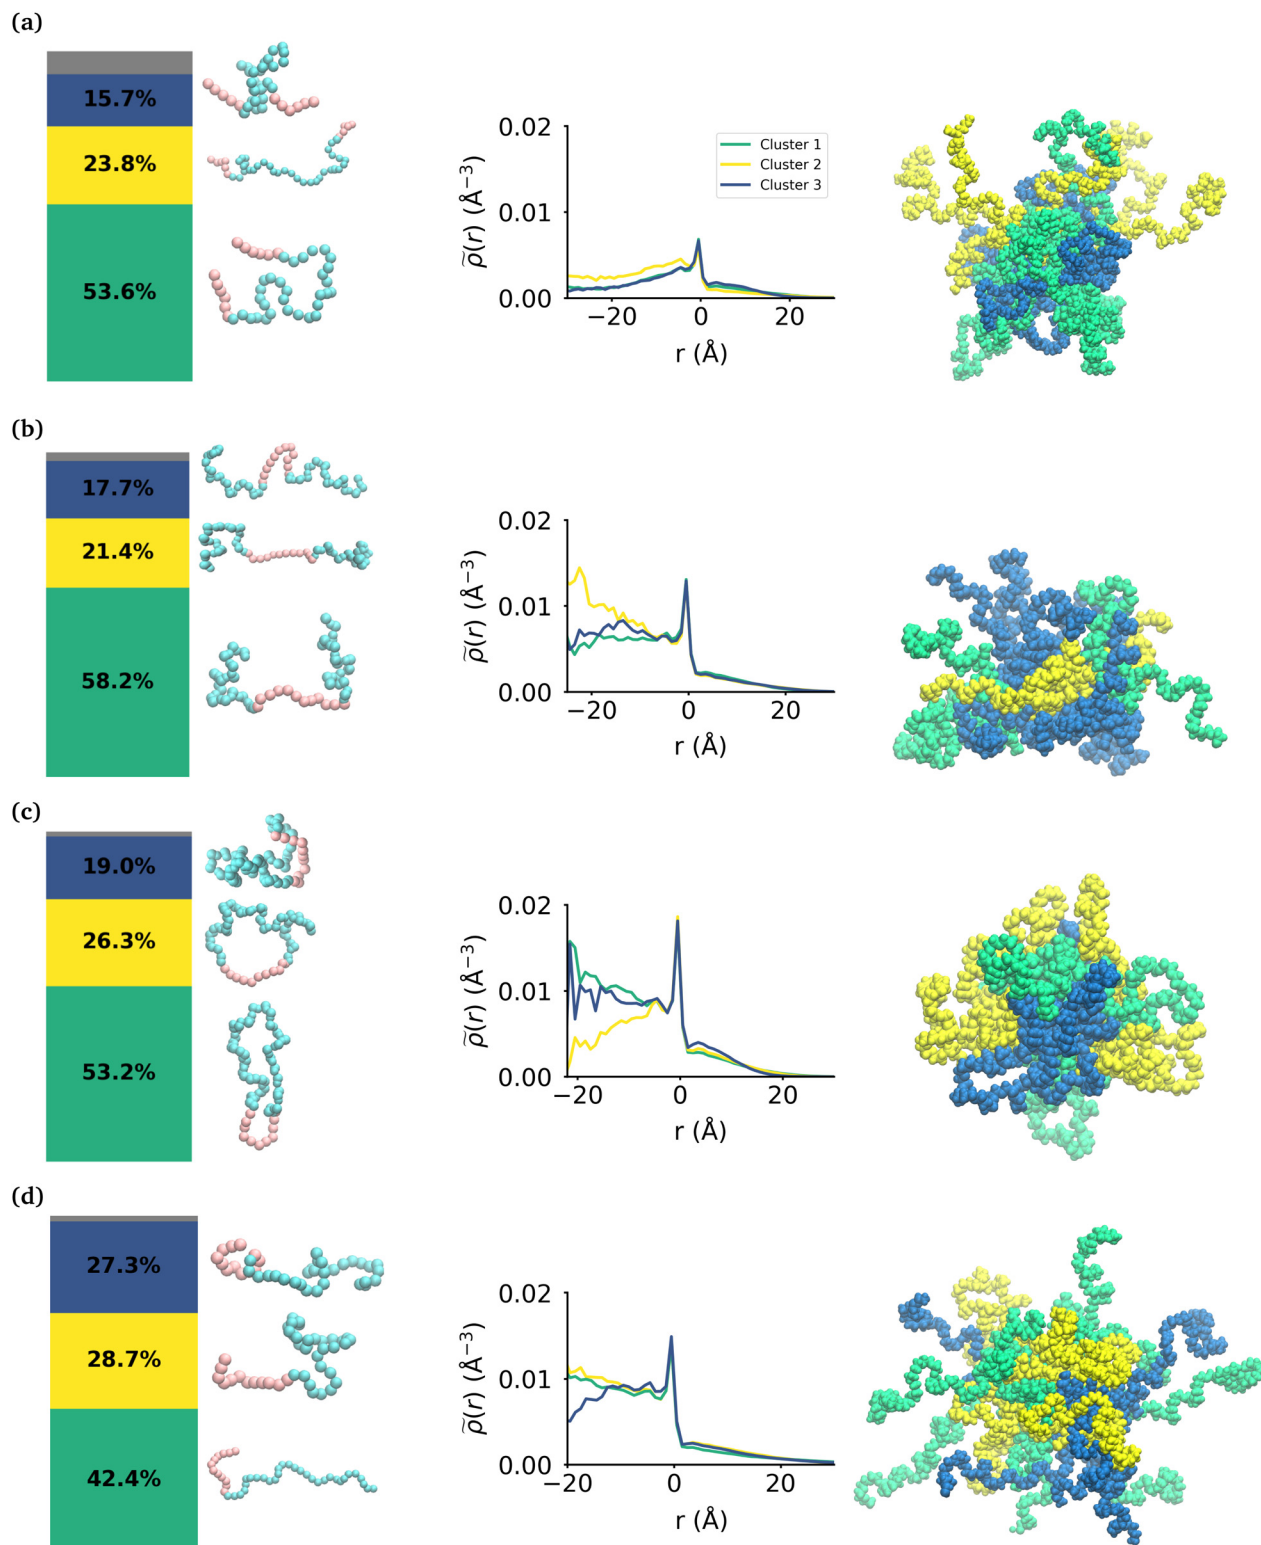 (a)
15.7%
23.8%
53.6%
0.02
0.01
0.00
ρ̃(r) (Å⁻³)
Cluster 1
Cluster 2
Cluster 3
−20 0 20
r (Å)
(b)
17.7%
21.4%
58.2%
0.02
0.01
0.00
ρ̃(r) (Å⁻³)
−20 0 20
r (Å)
(c)
19.0%
26.3%
53.2%
0.02
0.01
0.00
ρ̃(r) (Å⁻³)
−20 0 20
r (Å)
(d)
27.3%
28.7%
42.4%
0.02
0.01
0.00
ρ̃(r) (Å⁻³)
−20 0 20
r (Å)